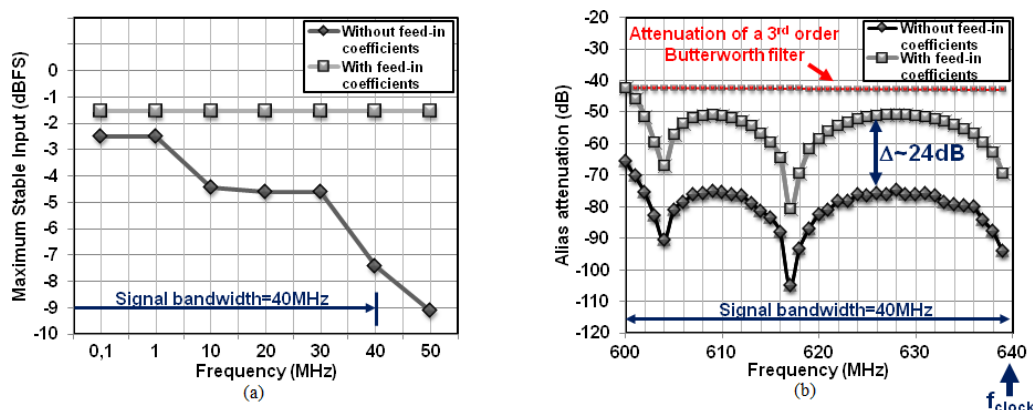 Maximum Stable Input (dBFS)
0
-1
-2
-3
-4
-5
-6
-7
-8
-9
-10
Without feed-in
coefficients
With feed-in
coefficients
Signal bandwidth=40MHz
0,1
1
10
20
30
40
50
Frequency (MHz)
(a)
Alias attenuation (dB)
-20
-30
-40
-50
-60
-70
-80
-90
-100
-110
-120
Attenuation of a 3rd order
Butterworth filter
Without feed-in
coefficients
With feed-in
coefficients
Δ~24dB
Signal bandwidth=40MHz
600
610
620
630
640
Frequency (MHz)
(b)
fclock